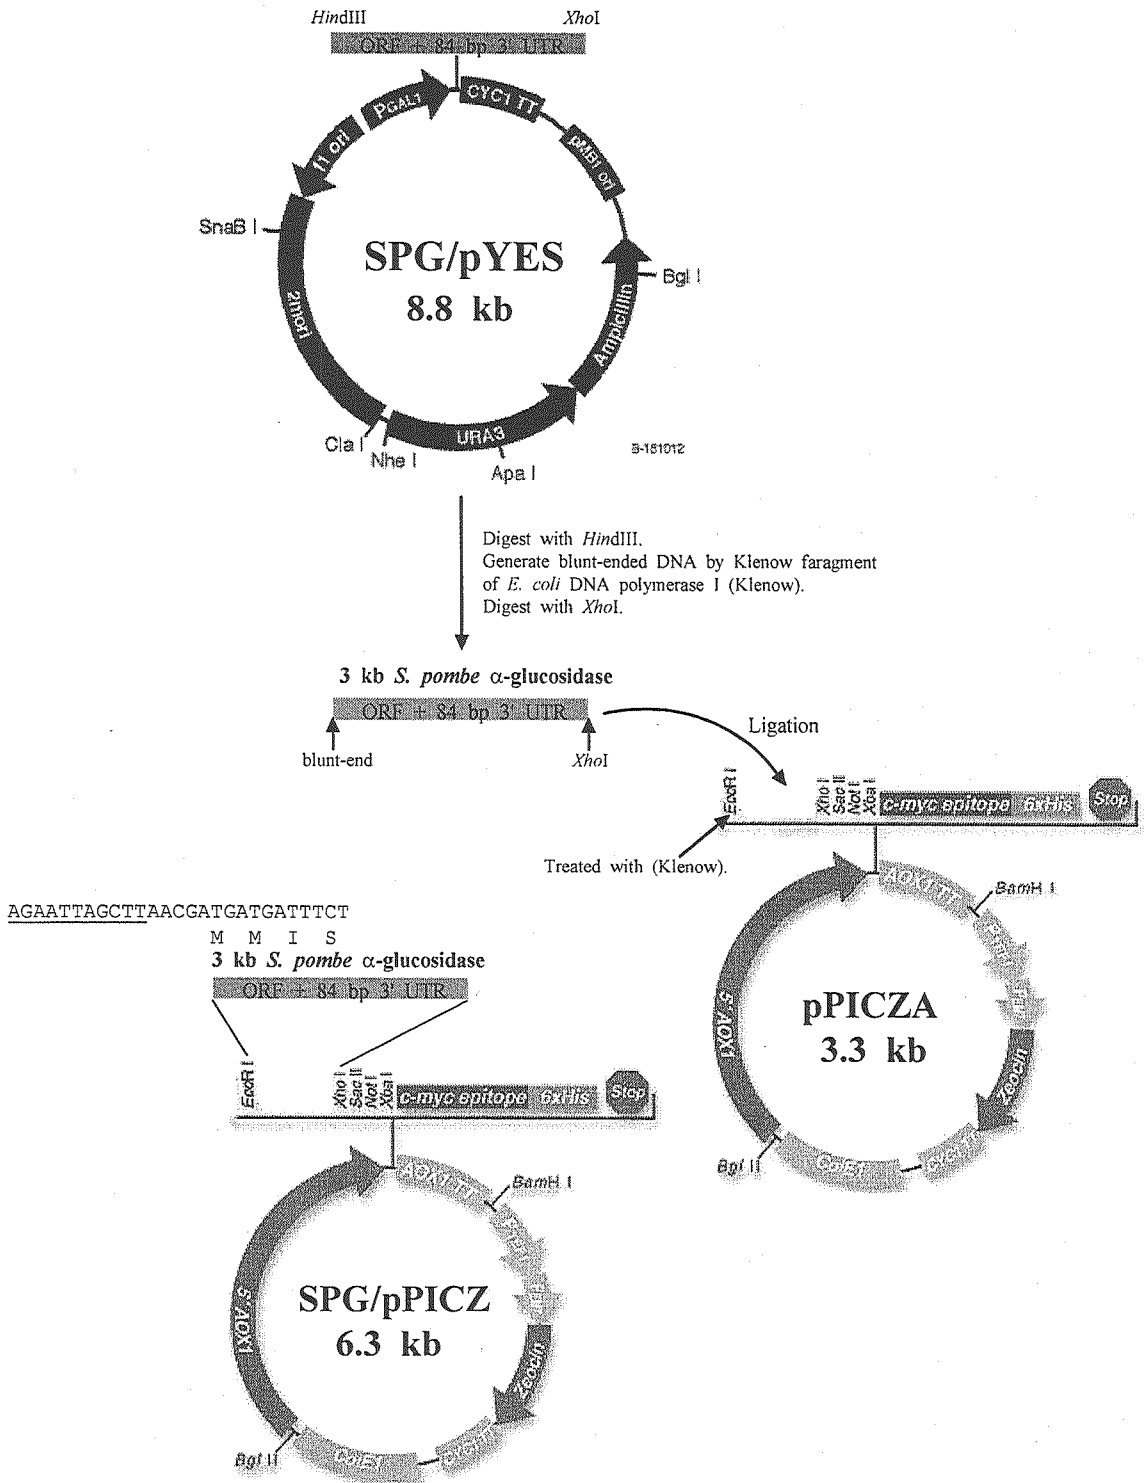 HindIII XhoI
ORF + 84 bp 3' UTR
PGAL1 CYC1 TT
f1 ori pMB1 ori
SnaB I
SPG/pYES
8.8 kb
Bgl I
2mori Ampicillin
Cla I
Nhe I
URA3
Apa I
B-181012
Digest with HindIII.
Generate blunt-ended DNA by Klenow faragment
of E. coli DNA polymerase I (Klenow).
Digest with XhoI.
3 kb S. pombe α-glucosidase
ORF + 84 bp 3' UTR
blunt-end XhoI
Ligation
EcoR I Xho I Sac II Not I Xba I c-myc epitope 6xHis Stop
Treated with (Klenow).
AOX1 TT
BamH I
5' AOX1
pPICZA
3.3 kb
Zeocin
Bgl II
ColE1
CYC1 TT
AGAATTAGCTTAACGATGATGATTTCT
M M I S
3 kb S. pombe α-glucosidase
ORF + 84 bp 3' UTR
EcoR I Xho I Sac II Not I Xba I c-myc epitope 6xHis Stop
AOX1 TT
BamH I
5' AOX1
SPG/pPICZ
6.3 kb
Zeocin
Bgl II
ColE1
CYC1 TT